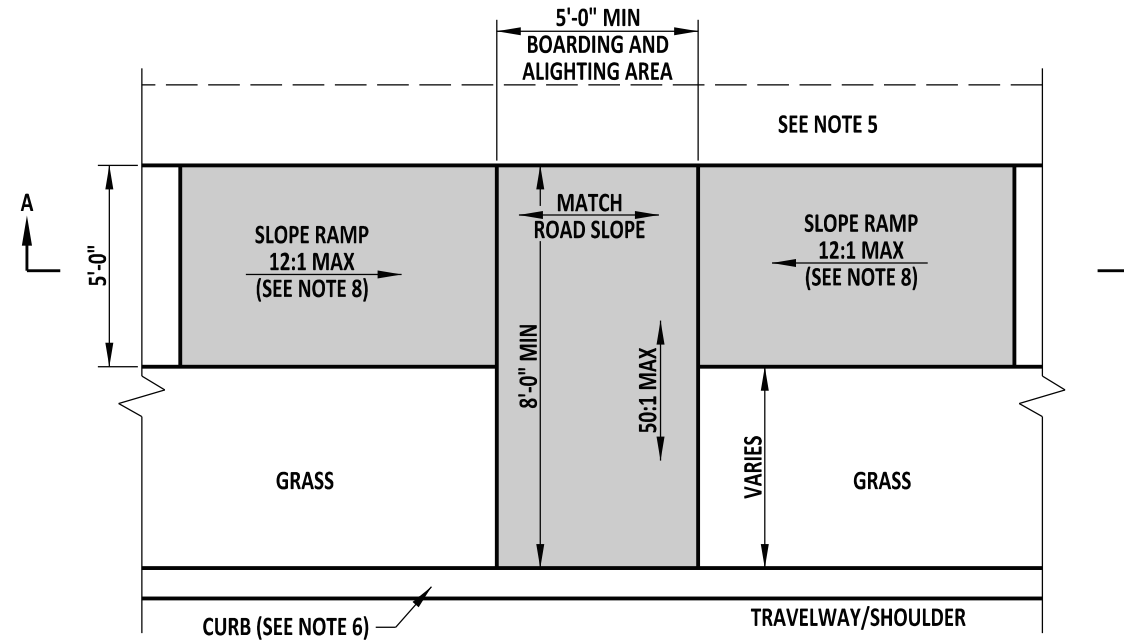 5'-0" MIN
BOARDING AND
ALIGHTING AREA
SEE NOTE 5
A
5'-0"
SLOPE RAMP
12:1 MAX
(SEE NOTE 8)
MATCH
ROAD SLOPE
SLOPE RAMP
12:1 MAX
(SEE NOTE 8)
8'-0" MIN
50:1 MAX
GRASS
VARIES
GRASS
CURB (SEE NOTE 6)
TRAVELWAY/SHOULDER